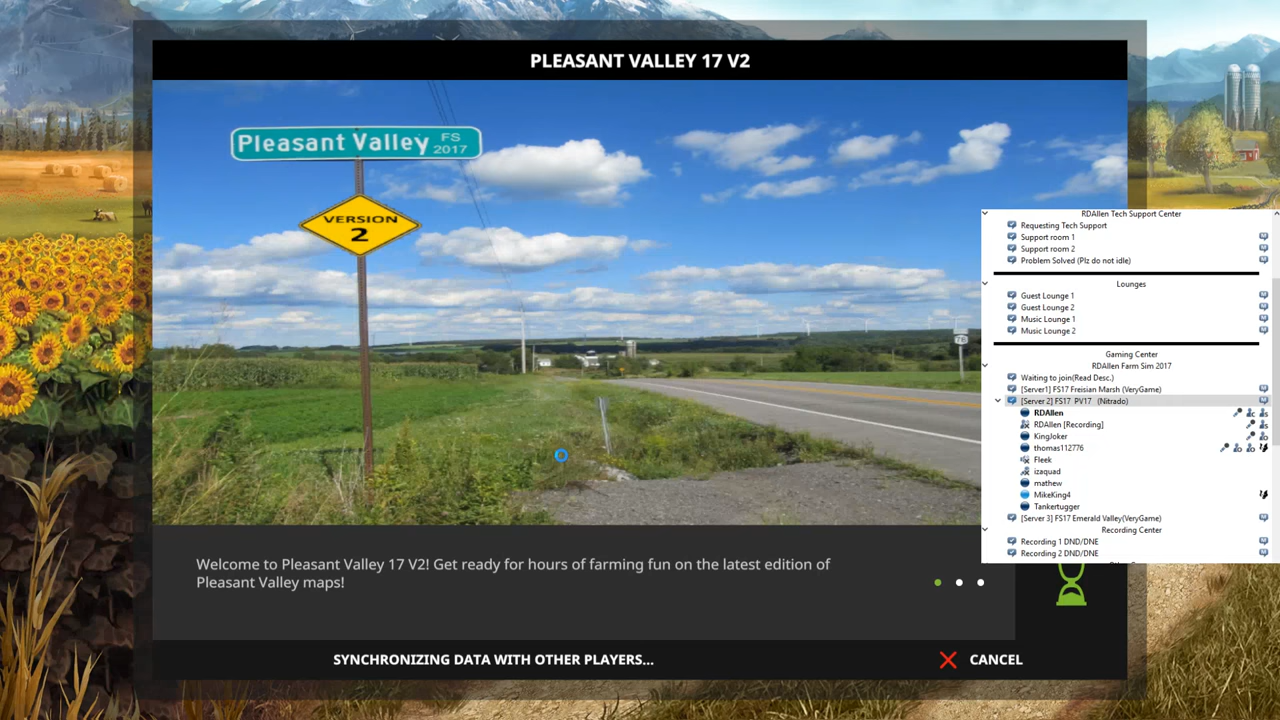 PLEASANT VALLEY 17 V2
Pleasant Valley FS 2017
VERSION
2
76
RDAllen Tech Support Center
Requesting Tech Support
Support room 1
Support room 2
Problem Solved (Plz do not idle)
Lounges
Guest Lounge 1
Guest Lounge 2
Music Lounge 1
Music Lounge 2
Gaming Center
RDAllen Farm Sim 2017
Waiting to join(Read Desc.)
[Server1] FS17 Freisian Marsh (VeryGame)
[Server 2] FS17 PV17 (Nitrado)
RDAllen
RDAllen [Recording]
KingJoker
thomas112776
Fleek
izaquad
mathew
MikeKing4
Tankertugger
[Server 3] FS17 Emerald Valley(VeryGame)
Recording Center
Recording 1 DND/DNE
Recording 2 DND/DNE
Welcome to Pleasant Valley 17 V2! Get ready for hours of farming fun on the latest edition of
Pleasant Valley maps!
SYNCHRONIZING DATA WITH OTHER PLAYERS...
CANCEL